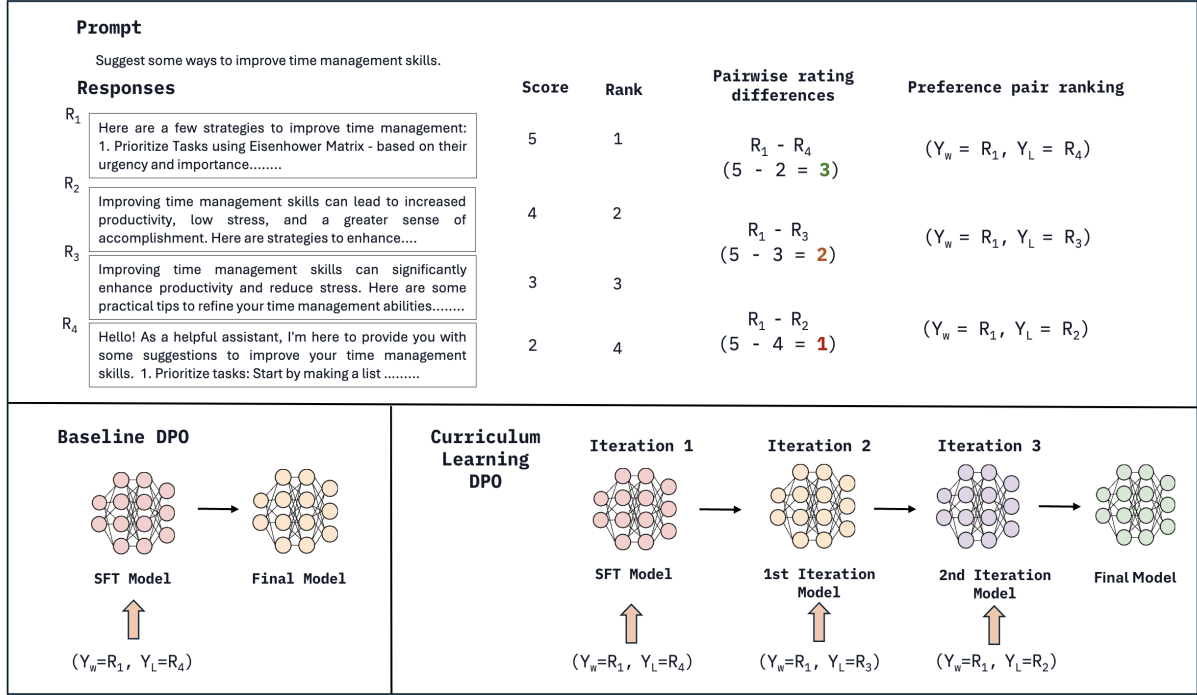 Prompt
Suggest some ways to improve time management skills.
Responses
Score
Rank
Pairwise rating
differences
Preference pair ranking
R1
Here are a few strategies to improve time management:
1. Prioritize Tasks using Eisenhower Matrix - based on their
urgency and importance........
5
1
R1 - R4
(5 - 2 = 3)
(Yw = R1, YL = R4)
R2
Improving time management skills can lead to increased
productivity, low stress, and a greater sense of
accomplishment. Here are strategies to enhance....
4
2
R1 - R3
(5 - 3 = 2)
(Yw = R1, YL = R3)
R3
Improving time management skills can significantly
enhance productivity and reduce stress. Here are some
practical tips to refine your time management abilities........
3
3
R1 - R2
(5 - 4 = 1)
(Yw = R1, YL = R2)
R4
Hello! As a helpful assistant, I'm here to provide you with
some suggestions to improve your time management
skills. 1. Prioritize tasks: Start by making a list .........
2
4
Baseline DPO
SFT Model
Final Model
(Yw=R1, YL=R4)
Curriculum
Learning
DPO
Iteration 1
Iteration 2
Iteration 3
SFT Model
1st Iteration
Model
2nd Iteration
Model
Final Model
(Yw=R1, YL=R4)
(Yw=R1, YL=R3)
(Yw=R1, YL=R2)